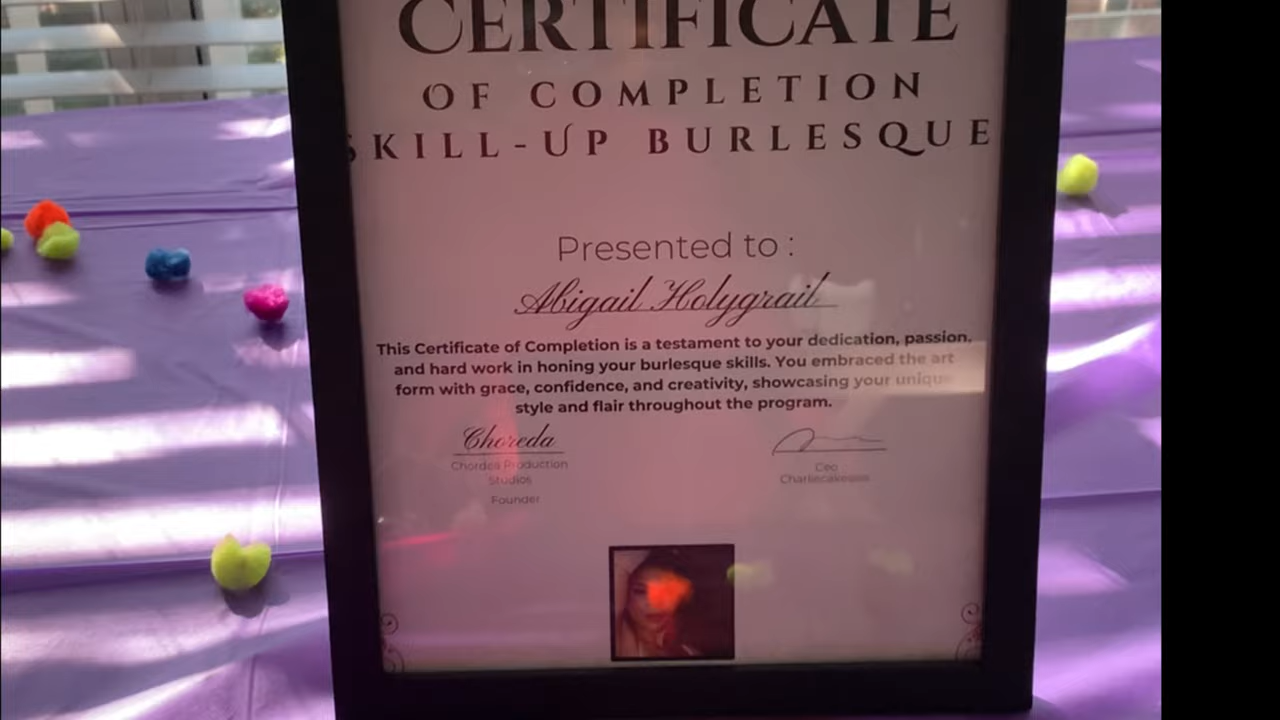 CERTIFICATE
OF COMPLETION
SKILL-UP BURLESQUE
Presented to :
Abigail Holygrail
This Certificate of Completion is a testament to your dedication, passion,
and hard work in honing your burlesque skills. You embraced the art
form with grace, confidence, and creativity, showcasing your unique
style and flair throughout the program.
Choreda
Production
Studios
Founder
Ceo